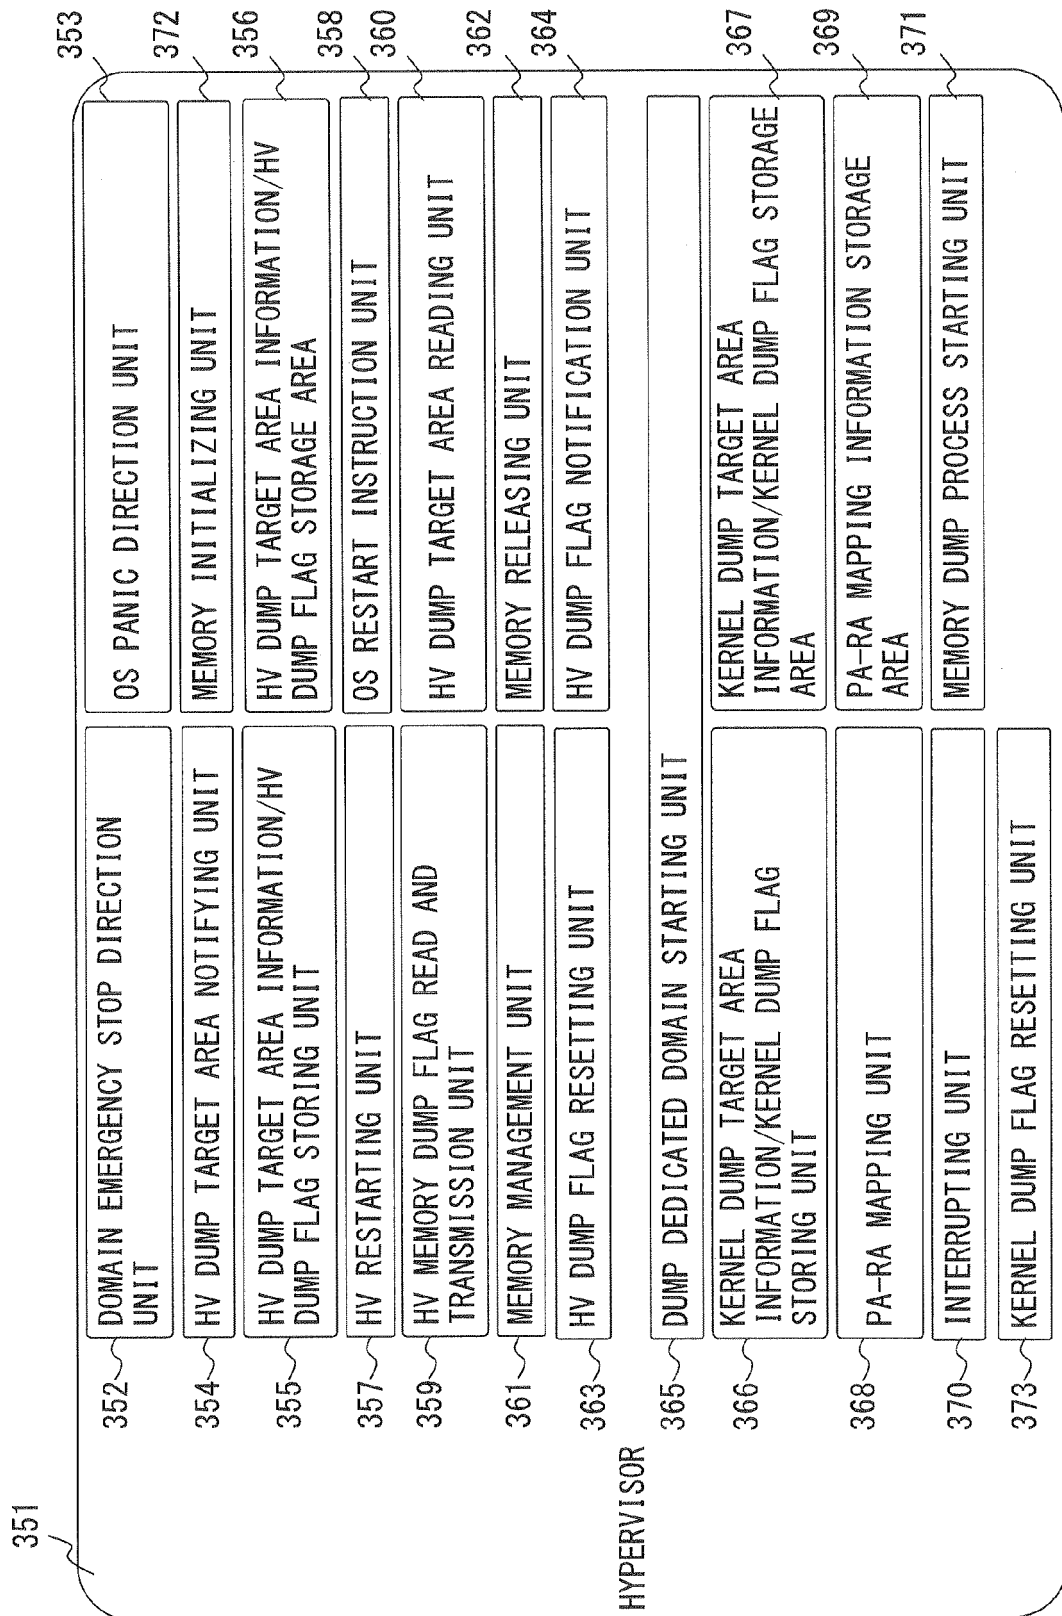 351
HYPERVISOR
352
DOMAIN EMERGENCY STOP DIRECTION
UNIT
OS PANIC DIRECTION UNIT
353
354
HV DUMP TARGET AREA NOTIFYING UNIT
MEMORY INITIALIZING UNIT
372
355
HV DUMP TARGET AREA INFORMATION/HV
DUMP FLAG STORING UNIT
HV DUMP TARGET AREA INFORMATION/HV
DUMP FLAG STORAGE AREA
356
357
HV RESTARTING UNIT
OS RESTART INSTRUCTION UNIT
358
359
HV MEMORY DUMP FLAG READ AND
TRANSMISSION UNIT
HV DUMP TARGET AREA READING UNIT
360
361
MEMORY MANAGEMENT UNIT
MEMORY RELEASING UNIT
362
363
HV DUMP FLAG RESETTING UNIT
HV DUMP FLAG NOTIFICATION UNIT
364
365
DUMP DEDICATED DOMAIN STARTING UNIT
366
KERNEL DUMP TARGET AREA
INFORMATION/KERNEL DUMP FLAG
STORING UNIT
KERNEL DUMP TARGET AREA
INFORMATION/KERNEL DUMP FLAG STORAGE
AREA
367
368
PA-RA MAPPING UNIT
PA-RA MAPPING INFORMATION STORAGE
AREA
369
370
INTERRUPTING UNIT
MEMORY DUMP PROCESS STARTING UNIT
371
373
KERNEL DUMP FLAG RESETTING UNIT